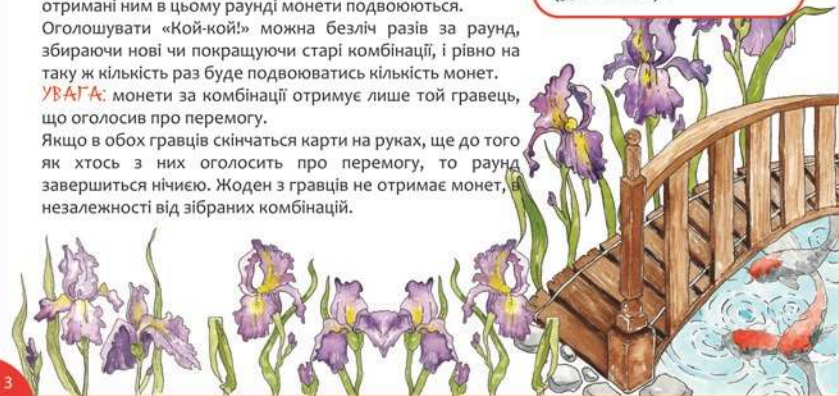 отримані ним в цьому раунді монети подвоюються.
Оголошувати «Кой-кой!» можна безліч разів за раунд,
збираючи нові чи покращуючи старі комбінації, і рівно на
таку ж кількість раз буде подвоюватись кількість монет.
УВАГА: монети за комбінації отримує лише той гравець,
що оголосив про перемогу.
Якщо в обох гравців скінчаться карти на руках, ще до того
як хтось з них оголосить про перемогу, то раунд
завершиться нічиєю. Жоден з гравців не отримає монет, в
незалежності від зібраних комбінацій.
3